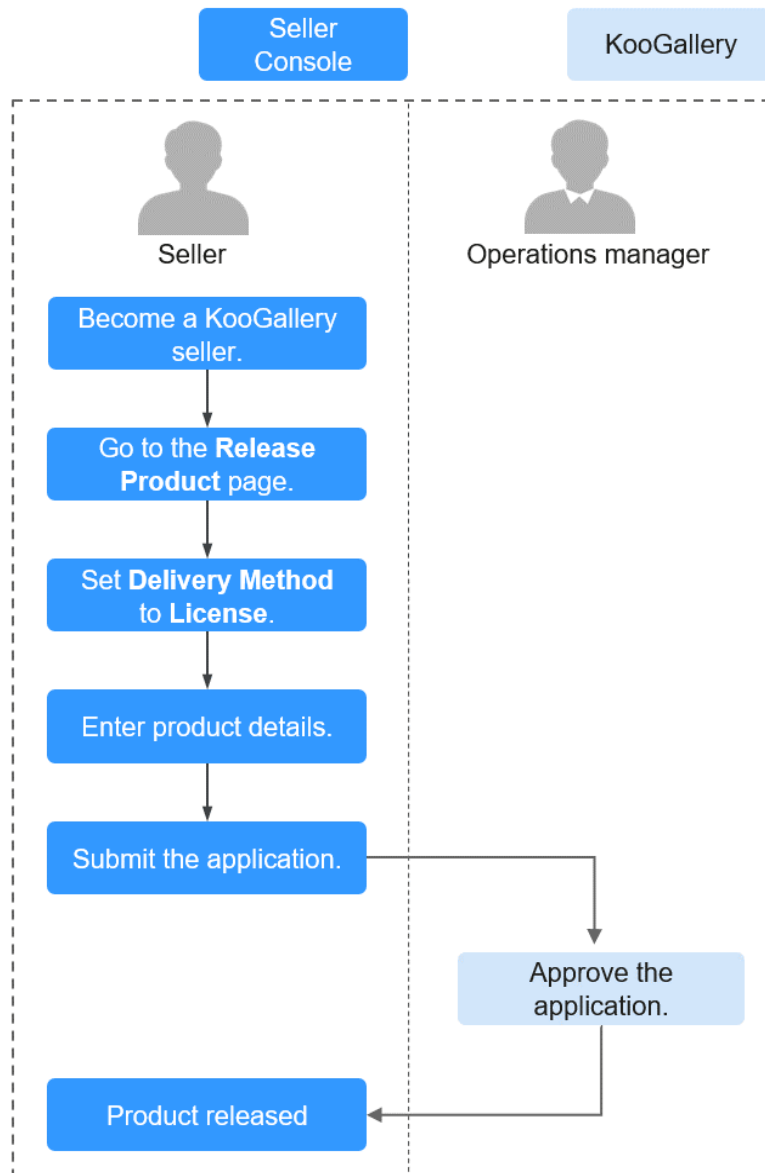 Seller
Console
KooGallery
Seller
Operations manager
Become a KooGallery
seller.
Go to the Release
Product page.
Set Delivery Method
to License.
Enter product details.
Submit the application.
Approve the
application.
Product released